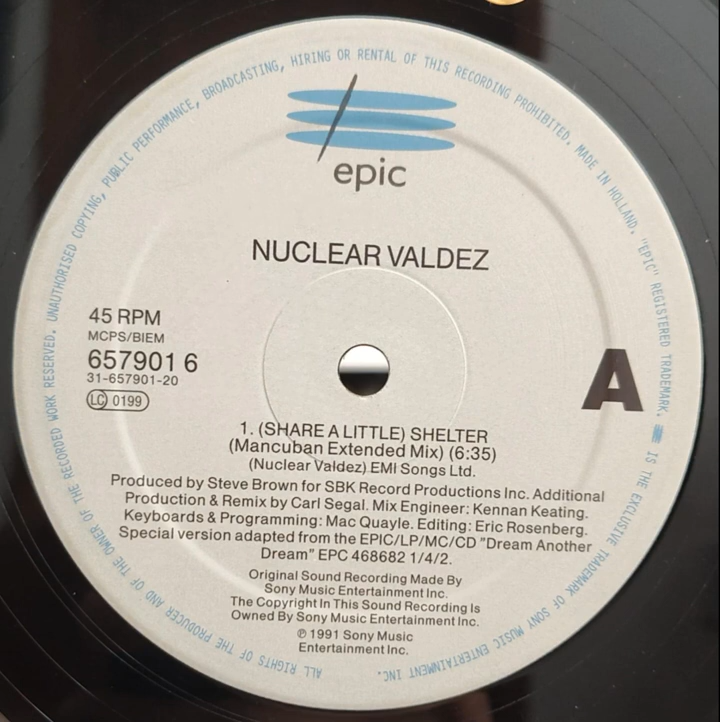 ALL RIGHTS OF THE PRODUCER AND OF THE OWNER OF THE RECORDED WORK RESERVED. UNAUTHORISED COPYING, PUBLIC PERFORMANCE, BROADCASTING, HIRING OR RENTAL OF THIS RECORDING PROHIBITED. MADE IN HOLLAND. "EPIC" REGISTERED TRADEMARK. IS THE EXCLUSIVE TRADEMARK OF SONY MUSIC ENTERTAINMENT INC.
epic
NUCLEAR VALDEZ
45 RPM
MCPS/BIEM
657901 6
31-657901-20
LC 0199
A
1. (SHARE A LITTLE) SHELTER
(Mancuban Extended Mix) (6:35)
(Nuclear Valdez) EMI Songs Ltd.
Produced by Steve Brown for SBK Record Productions Inc. Additional
Production & Remix by Carl Segal. Mix Engineer: Kennan Keating.
Keyboards & Programming: Mac Quayle. Editing: Eric Rosenberg.
Special version adapted from the EPIC/LP/MC/CD "Dream Another
Dream" EPC 468682 1/4/2.
Original Sound Recording Made By
Sony Music Entertainment Inc.
The Copyright In This Sound Recording Is
Owned By Sony Music Entertainment Inc.
℗ 1991 Sony Music
Entertainment Inc.